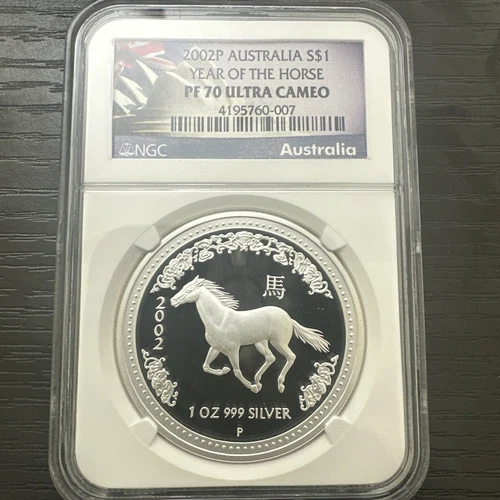 2002P AUSTRALIA S$1
YEAR OF THE HORSE
PF 70 ULTRA CAMEO
4195760-007
NGC
Australia
馬
2002
1 OZ 999 SILVER
P